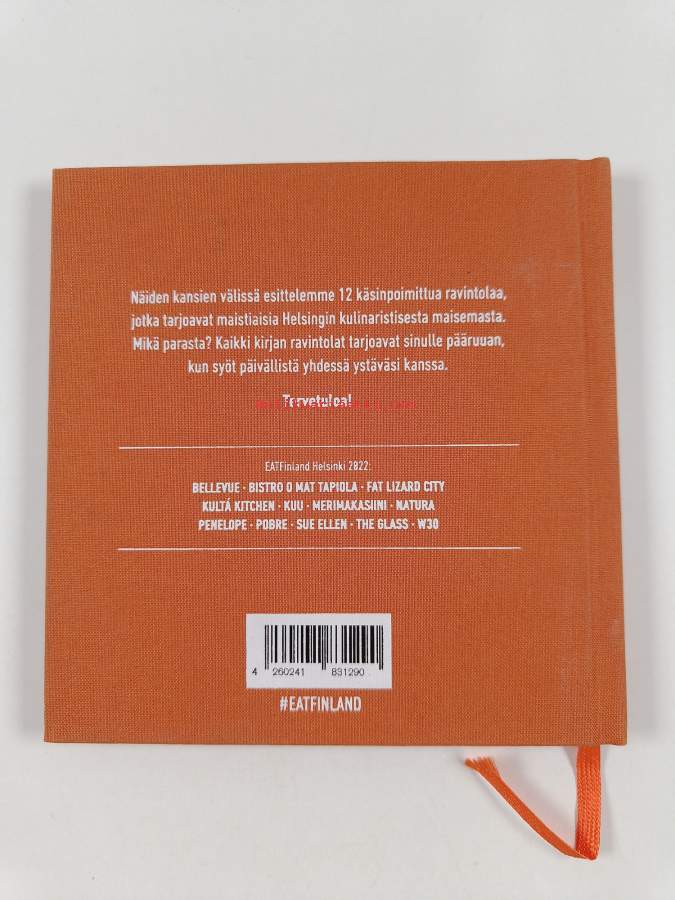 Näiden kansien välissä esittelemme 12 käsinpoimittua ravintolaa,
jotka tarjoavat maistiaisia Helsingin kulinaristisesta maisemasta.
Mikä parasta? Kaikki kirjan ravintolat tarjoavat sinulle pääruuan,
kun syöt päivällistä yhdessä ystäväsi kanssa.
Tervetuloa!
EATFinland Helsinki 2022:
BELLEVUE · BISTRO O MAT TAPIOLA · FAT LIZARD CITY
KULTÁ KITCHEN · KUU · MERIMAKASIINI · NATURA
PENELOPE · POBRE · SUE ELLEN · THE GLASS · W30
4 260241 831290
#EATFINLAND